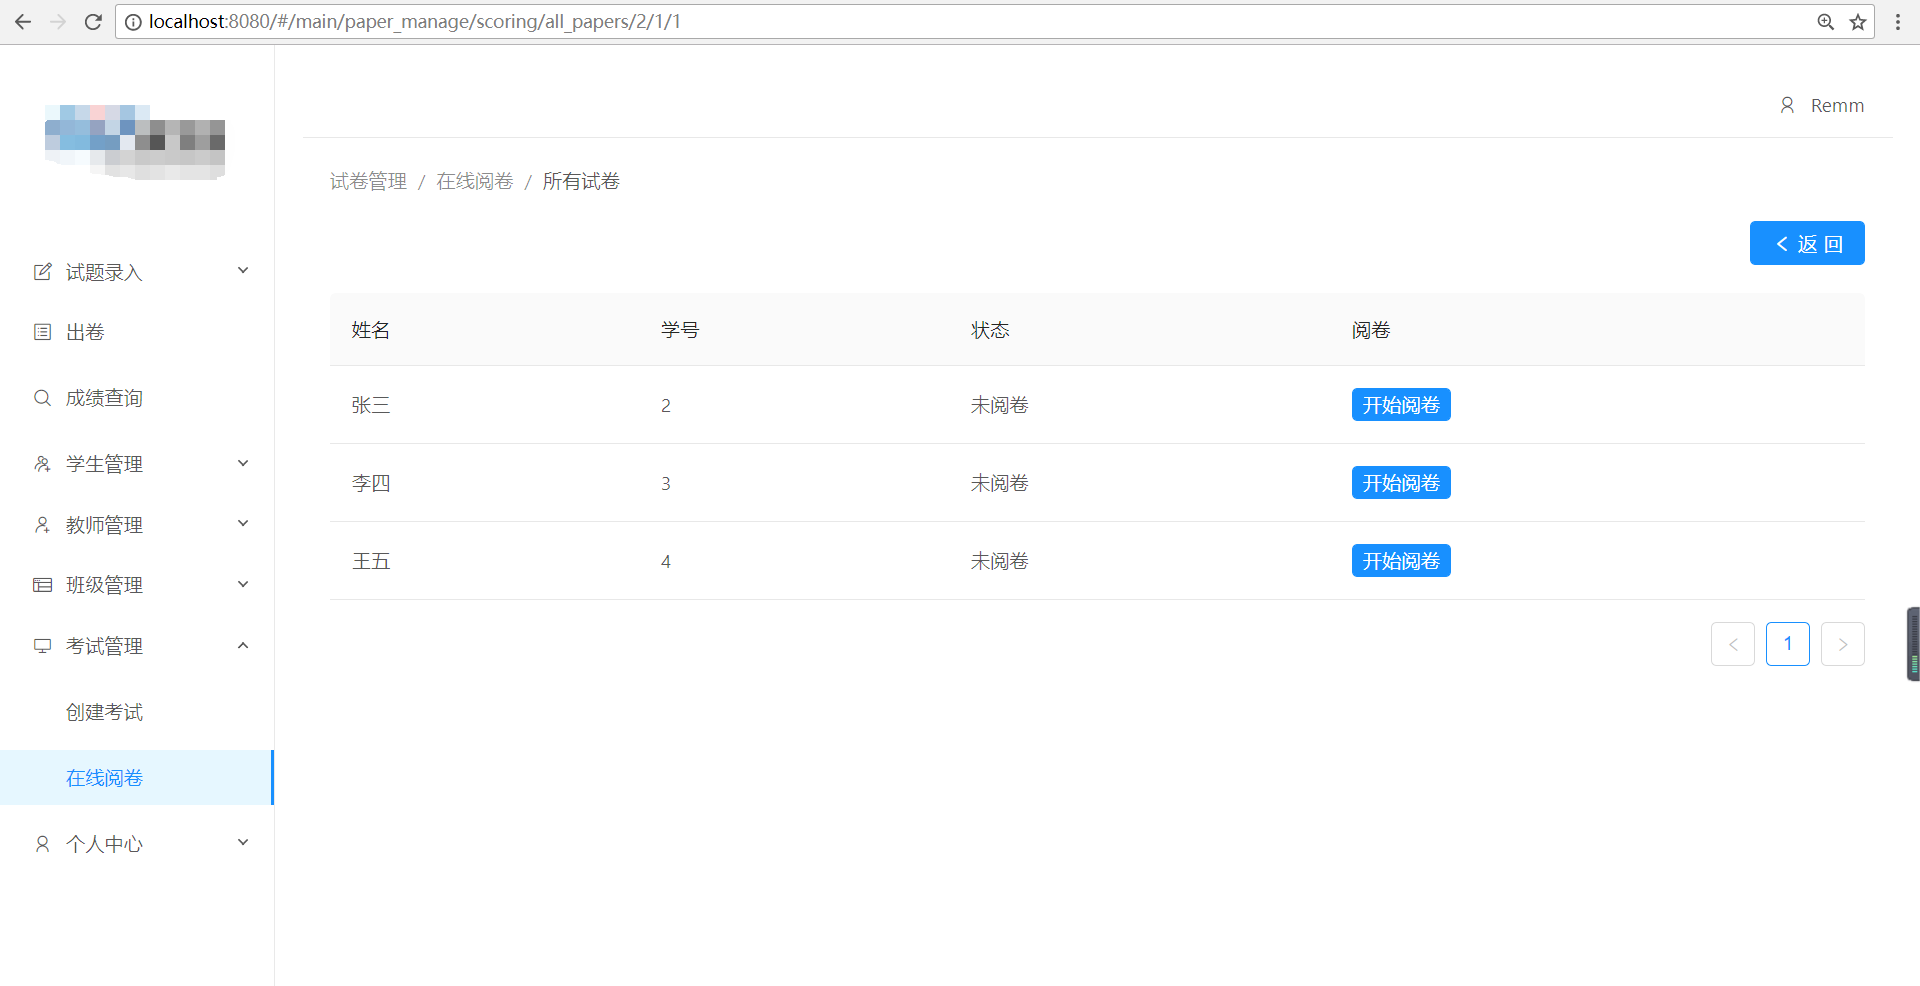 localhost:8080/#/main/paper_manage/scoring/all_papers/2/1/1
Remm
试卷管理 / 在线阅卷 / 所有试卷
返 回
试题录入
出卷
成绩查询
学生管理
教师管理
班级管理
考试管理
创建考试
在线阅卷
个人中心
姓名 学号 状态 阅卷
张三 2 未阅卷 开始阅卷
李四 3 未阅卷 开始阅卷
王五 4 未阅卷 开始阅卷
1